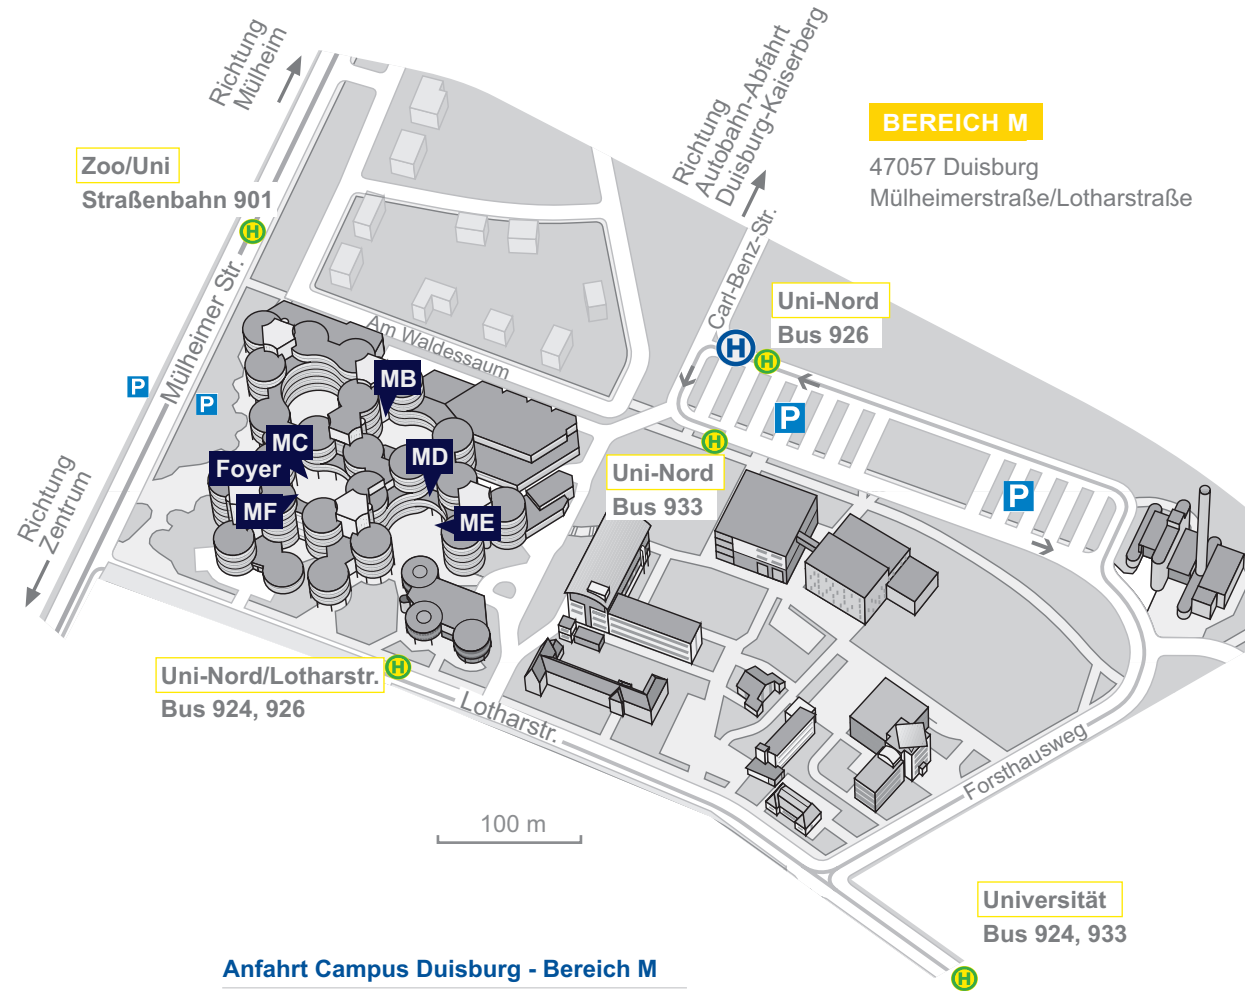 Richtung
Mülheim
Richtung
Autobahn-Abfahrt
Duisburg-Kaiserberg
BEREICH M
47057 Duisburg
Mülheimerstraße/Lotharstraße
Zoo/Uni
Straßenbahn 901
H
Mülheimer Str.
Carl-Benz-Str.
Uni-Nord
Bus 926
H
H
Am Waldessaum
P
P
P
MB
MC
Foyer
MD
MF
ME
H
Uni-Nord
Bus 933
P
Richtung
Zentrum
Uni-Nord/Lotharstr.
Bus 924, 926
H
Lotharstr.
Forsthausweg
100 m
Universität
Bus 924, 933
H
Anfahrt Campus Duisburg - Bereich M